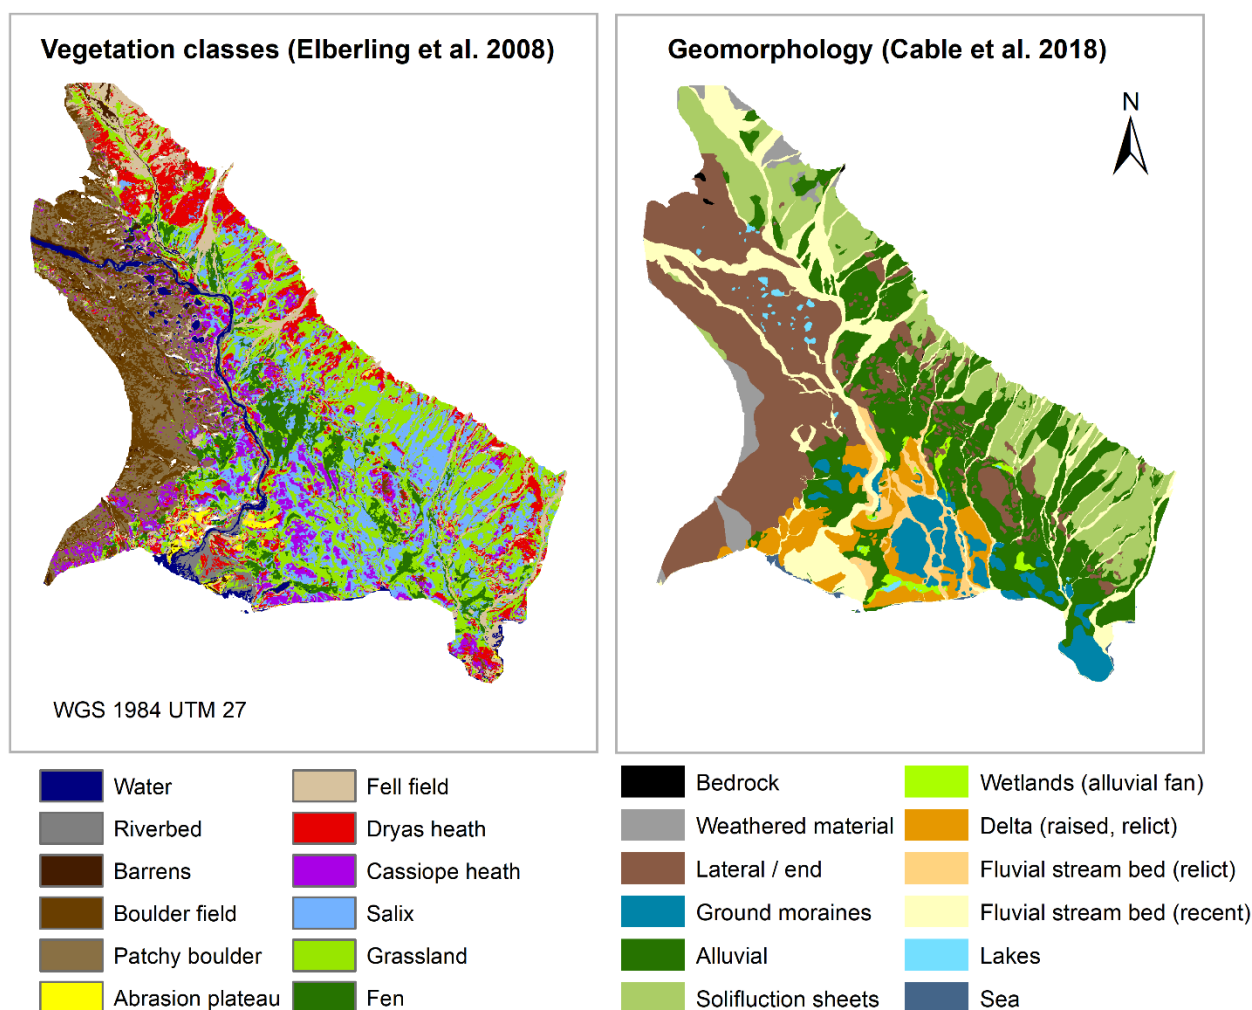 Vegetation classes (Elberling et al. 2008)
Geomorphology (Cable et al. 2018)
N
WGS 1984 UTM 27
Water
Riverbed
Barrens
Boulder field
Patchy boulder
Abrasion plateau
Fell field
Dryas heath
Cassiope heath
Salix
Grassland
Fen
Bedrock
Weathered material
Lateral / end
Ground moraines
Alluvial
Solifluction sheets
Wetlands (alluvial fan)
Delta (raised, relict)
Fluvial stream bed (relict)
Fluvial stream bed (recent)
Lakes
Sea